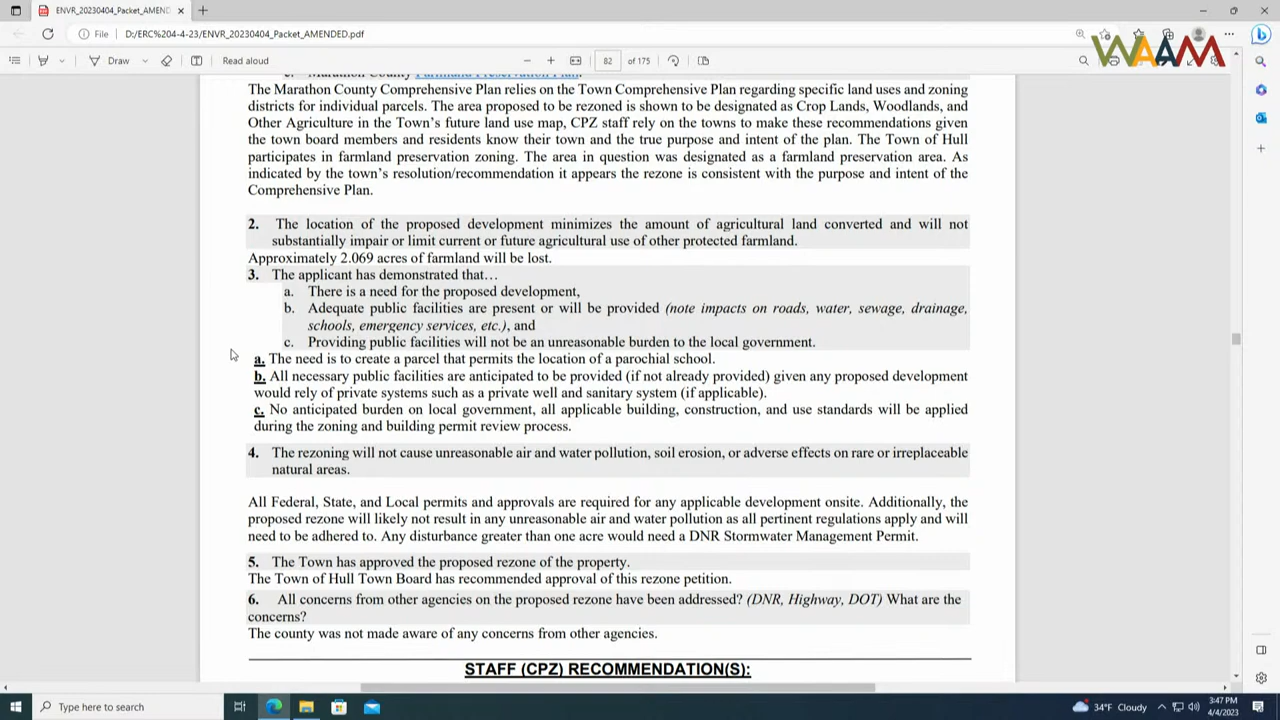 ENVR_20230404_Packet_AMEND
File D:/ERC%204-4-23/ENVR_20230404_Packet_AMENDED.pdf
WAAM
Draw Read aloud 82 of 175
Marathon County Farmland Preservation Plan.
The Marathon County Comprehensive Plan relies on the Town Comprehensive Plan regarding specific land uses and zoning
districts for individual parcels. The area proposed to be rezoned is shown to be designated as Crop Lands, Woodlands, and
Other Agriculture in the Town's future land use map, CPZ staff rely on the towns to make these recommendations given
the town board members and residents know their town and the true purpose and intent of the plan. The Town of Hull
participates in farmland preservation zoning. The area in question was designated as a farmland preservation area. As
indicated by the town's resolution/recommendation it appears the rezone is consistent with the purpose and intent of the
Comprehensive Plan.
2. The location of the proposed development minimizes the amount of agricultural land converted and will not
substantially impair or limit current or future agricultural use of other protected farmland.
Approximately 2.069 acres of farmland will be lost.
3. The applicant has demonstrated that…
a. There is a need for the proposed development,
b. Adequate public facilities are present or will be provided (note impacts on roads, water, sewage, drainage,
schools, emergency services, etc.), and
c. Providing public facilities will not be an unreasonable burden to the local government.
a. The need is to create a parcel that permits the location of a parochial school.
b. All necessary public facilities are anticipated to be provided (if not already provided) given any proposed development
would rely of private systems such as a private well and sanitary system (if applicable).
c. No anticipated burden on local government, all applicable building, construction, and use standards will be applied
during the zoning and building permit review process.
4. The rezoning will not cause unreasonable air and water pollution, soil erosion, or adverse effects on rare or irreplaceable
natural areas.
All Federal, State, and Local permits and approvals are required for any applicable development onsite. Additionally, the
proposed rezone will likely not result in any unreasonable air and water pollution as all pertinent regulations apply and will
need to be adhered to. Any disturbance greater than one acre would need a DNR Stormwater Management Permit.
5. The Town has approved the proposed rezone of the property.
The Town of Hull Town Board has recommended approval of this rezone petition.
6. All concerns from other agencies on the proposed rezone have been addressed? (DNR, Highway, DOT) What are the
concerns?
The county was not made aware of any concerns from other agencies.
STAFF (CPZ) RECOMMENDATION(S):
Type here to search
34°F Cloudy
3:47 PM
4/4/2023